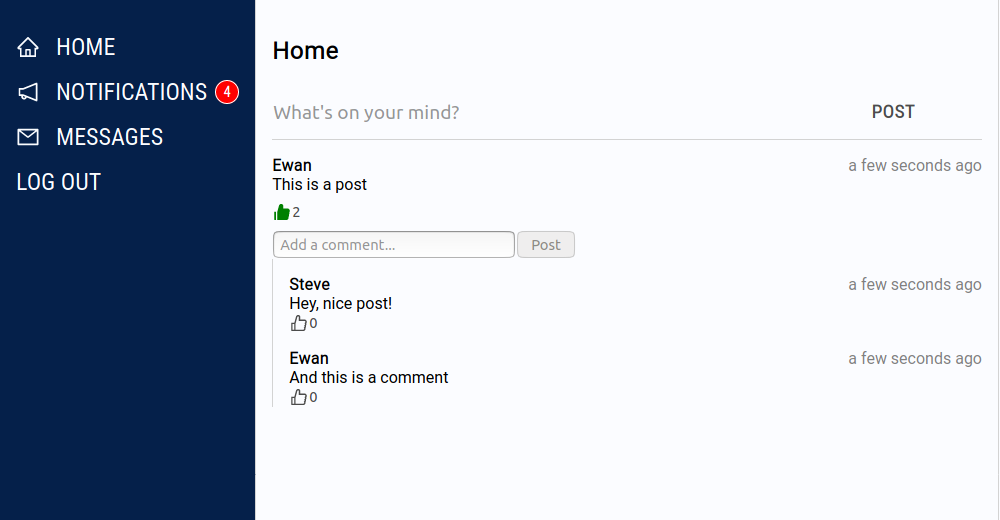 HOME
NOTIFICATIONS 4
MESSAGES
LOG OUT
Home
What's on your mind? POST
Ewan a few seconds ago
This is a post
2
Add a comment... Post
Steve a few seconds ago
Hey, nice post!
0
Ewan a few seconds ago
And this is a comment
0